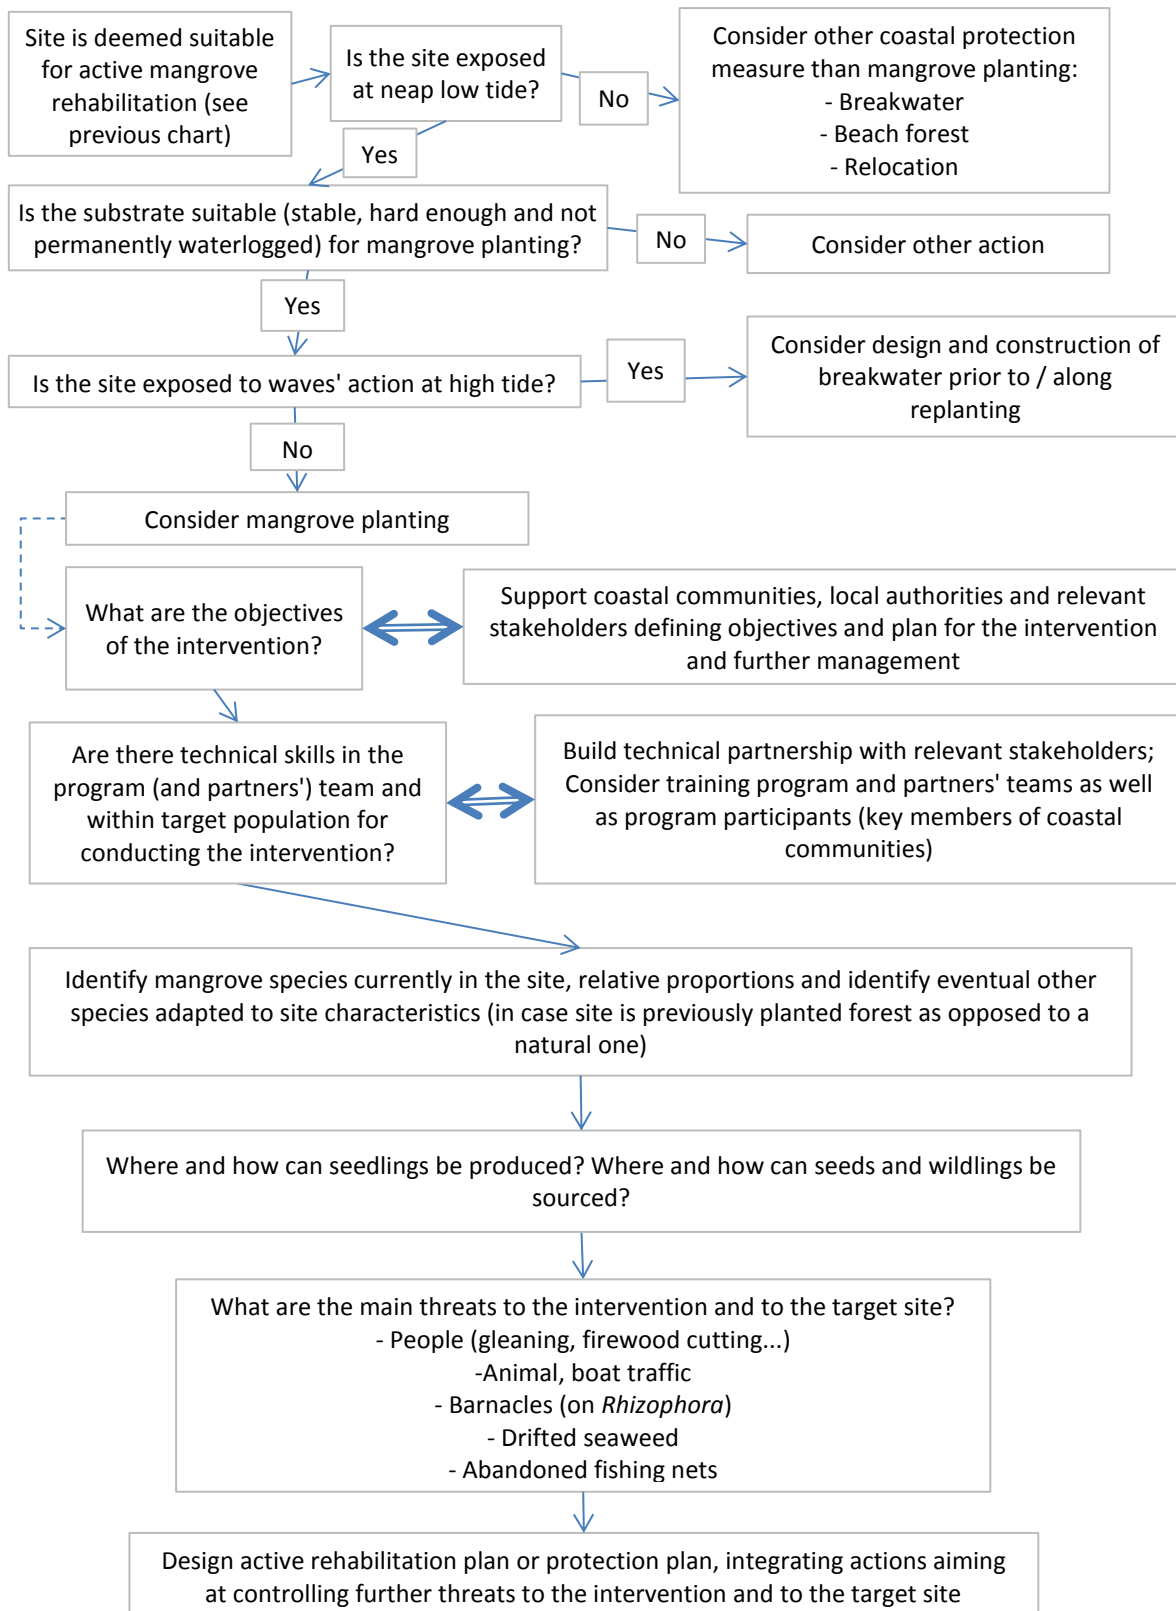 Site is deemed suitable
for active mangrove
rehabilitation (see
previous chart)
Is the site exposed
at neap low tide?
No
Consider other coastal protection
measure than mangrove planting:
- Breakwater
- Beach forest
- Relocation
Yes
Is the substrate suitable (stable, hard enough and not
permanently waterlogged) for mangrove planting?
No
Consider other action
Yes
Is the site exposed to waves' action at high tide?
Yes
Consider design and construction of
breakwater prior to / along
replanting
No
Consider mangrove planting
What are the objectives
of the intervention?
Support coastal communities, local authorities and relevant
stakeholders defining objectives and plan for the intervention
and further management
Are there technical skills in the
program (and partners') team and
within target population for
conducting the intervention?
Build technical partnership with relevant stakeholders;
Consider training program and partners' teams as well
as program participants (key members of coastal
communities)
Identify mangrove species currently in the site, relative proportions and identify eventual other
species adapted to site characteristics (in case site is previously planted forest as opposed to a
natural one)
Where and how can seedlings be produced? Where and how can seeds and wildlings be
sourced?
What are the main threats to the intervention and to the target site?
- People (gleaning, firewood cutting...)
-Animal, boat traffic
- Barnacles (on Rhizophora)
- Drifted seaweed
- Abandoned fishing nets
Design active rehabilitation plan or protection plan, integrating actions aiming
at controlling further threats to the intervention and to the target site